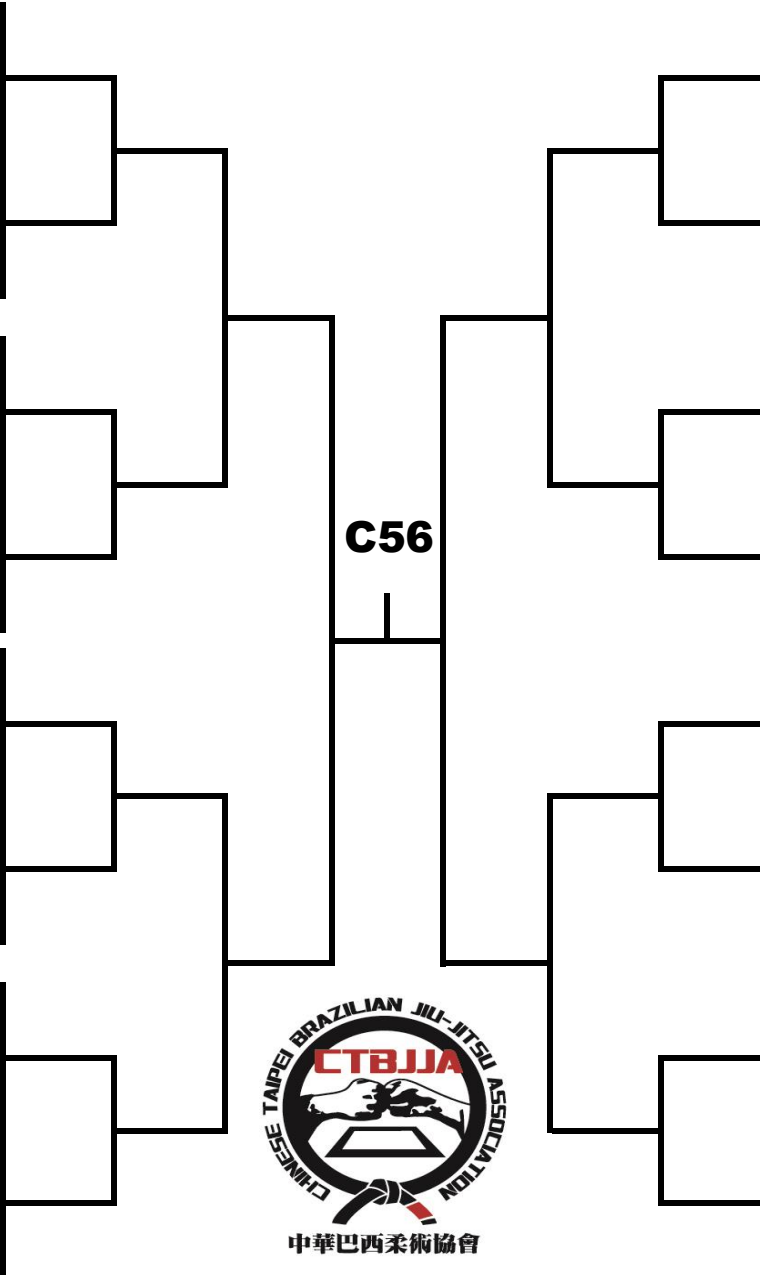 C56
CHINESE TAIPEI BRAZILIAN JIU-JITSU ASSOCIATION
CTBJJA
中華巴西柔術協會